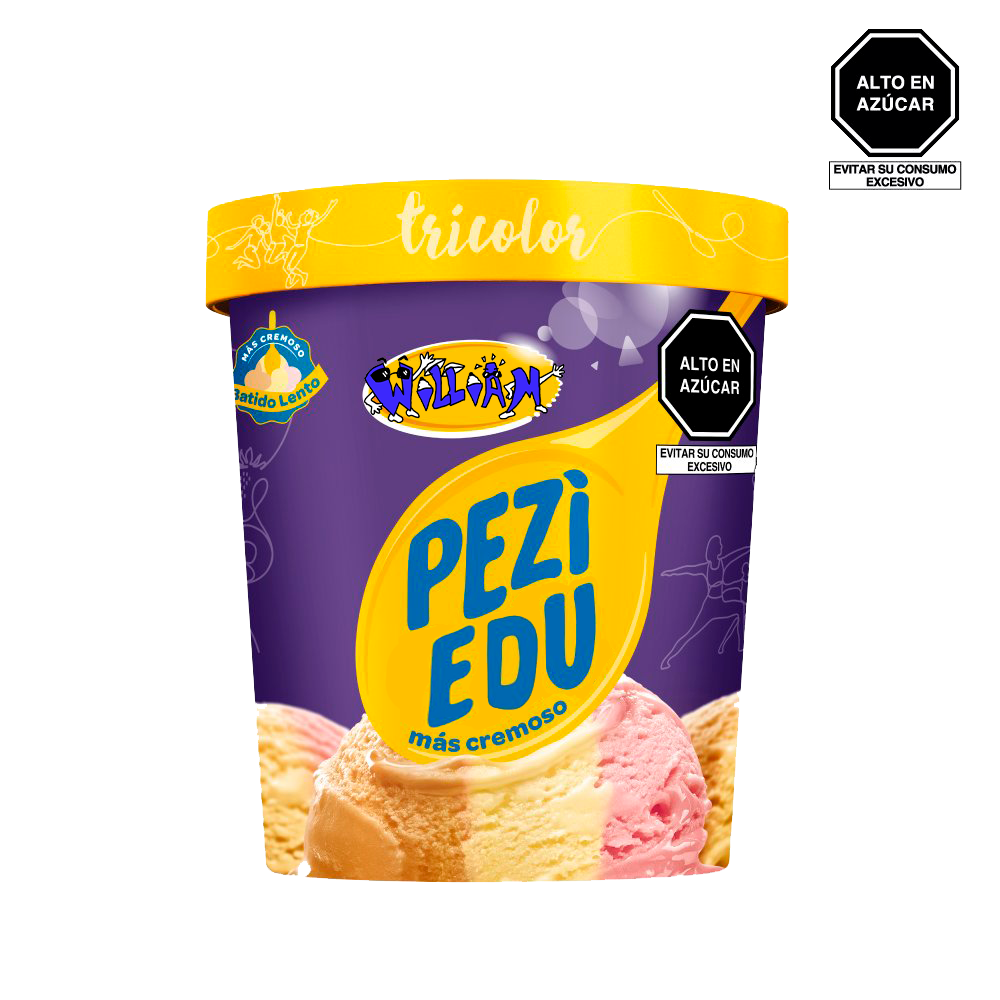 ALTO EN
AZÚCAR
EVITAR SU CONSUMO
EXCESIVO
tricolor
MÁS CREMOSO
Batido Lento
WILLIAM
ALTO EN
AZÚCAR
EVITAR SU CONSUMO
EXCESIVO
PEZÌ
EDU
más cremoso